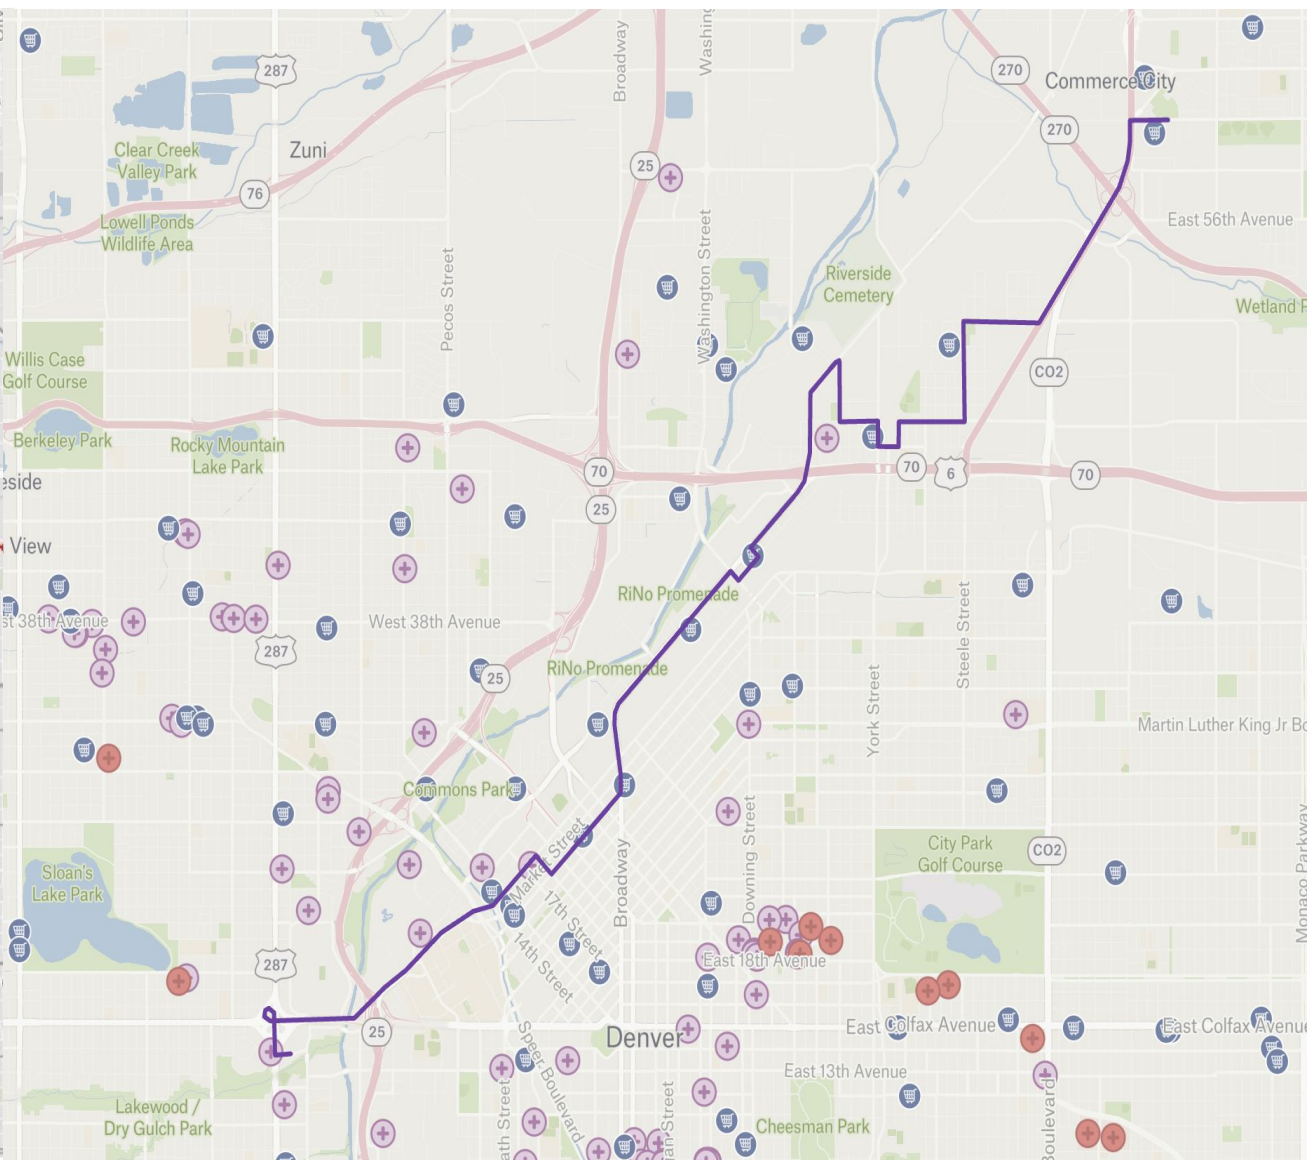 287
Broadway
270
Commerce City
270
Clear Creek
Valley Park
Zuni
25
76
Lowell Ponds
Wildlife Area
East 56th Avenue
Pecos Street
Washington Street
Riverside
Cemetery
Willis Case
Golf Course
CO2
Berkeley Park
Rocky Mountain
Lake Park
70
70
6
70
25
View
RiNo Promenade
38th Avenue
West 38th Avenue
287
Steele Street
RiNo Promenade
25
York Street
Martin Luther King Jr
Commons Park
Market Street
Downing Street
City Park
Golf Course
CO2
Monaco Parkway
Sloan's
Lake Park
Broadway
17th Street
14th Street
East 18th Avenue
287
25
Denver
East Colfax Avenue
East Colfax Avenue
Speer Boulevard
East 13th Avenue
Lakewood /
Dry Gulch Park
Cheesman Park